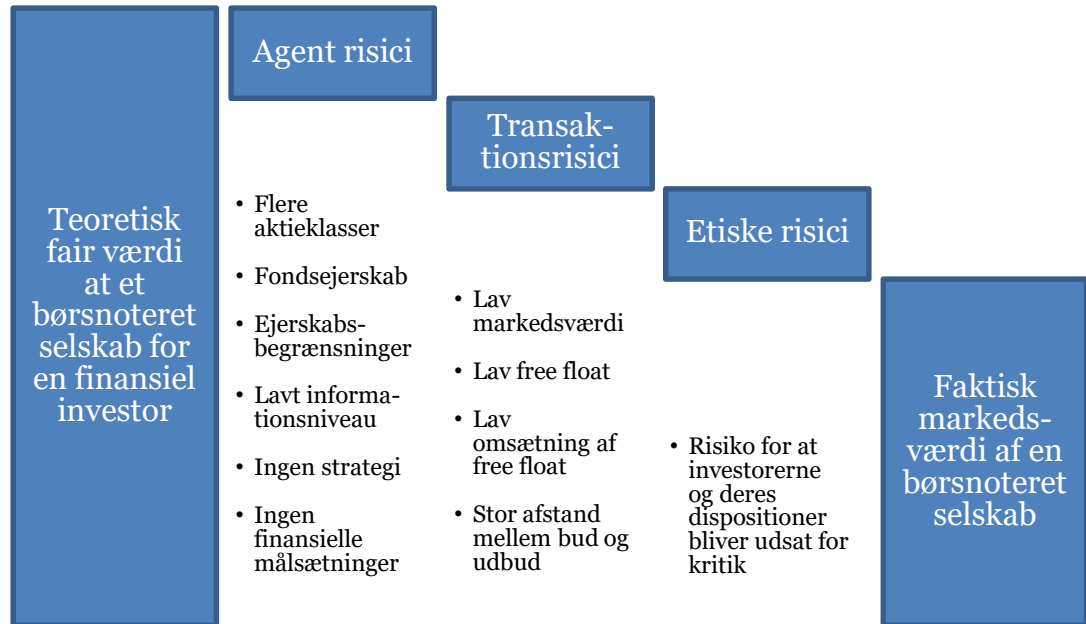 Teoretisk
fair værdi
at et
børsnoteret
selskab for
en finansiel
investor
Agent risici
• Flere
aktieklasser
• Fondsejerskab
• Ejerskabs-
begrænsninger
• Lavt informa-
tionsniveau
• Ingen strategi
• Ingen
finansielle
målsætninger
Transak-
tionsrisici
• Lav
markedsværdi
• Lav free float
• Lav
omsætning af
free float
• Stor afstand
mellem bud og
udbud
Etiske risici
• Risiko for at
investorerne
og deres
dispositioner
bliver udsat for
kritik
Faktisk
markeds-
værdi af en
børsnoteret
selskab